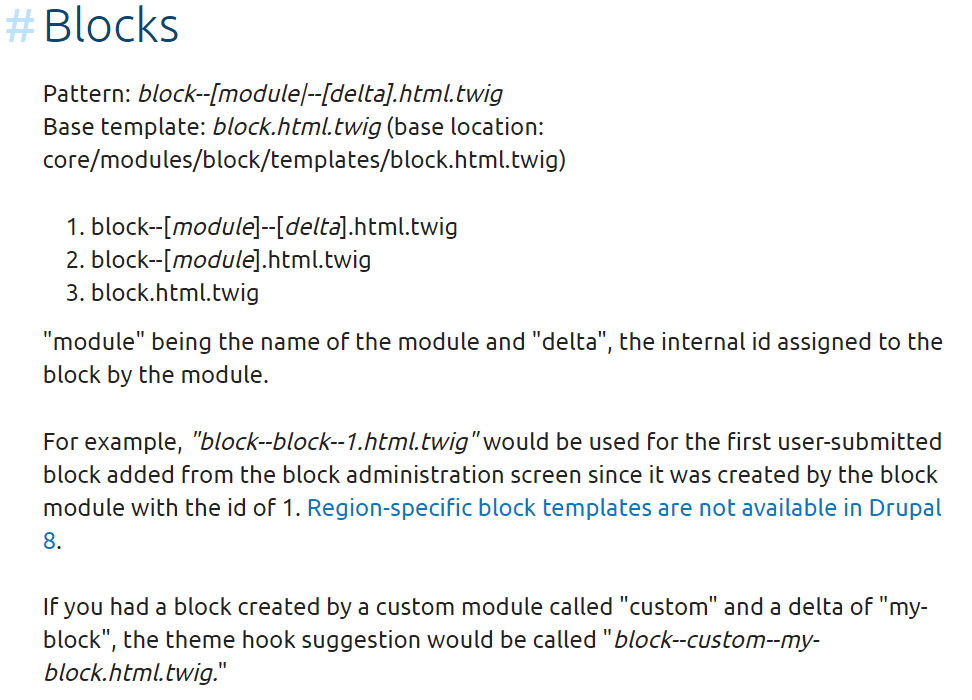 # Blocks
Pattern: block--[module|--[delta].html.twig
Base template: block.html.twig (base location:
core/modules/block/templates/block.html.twig)
1. block--[module]--[delta].html.twig
2. block--[module].html.twig
3. block.html.twig
"module" being the name of the module and "delta", the internal id assigned to the
block by the module.
For example, "block--block--1.html.twig" would be used for the first user-submitted
block added from the block administration screen since it was created by the block
module with the id of 1. Region-specific block templates are not available in Drupal
8.
If you had a block created by a custom module called "custom" and a delta of "my-
block", the theme hook suggestion would be called "block--custom--my-
block.html.twig."